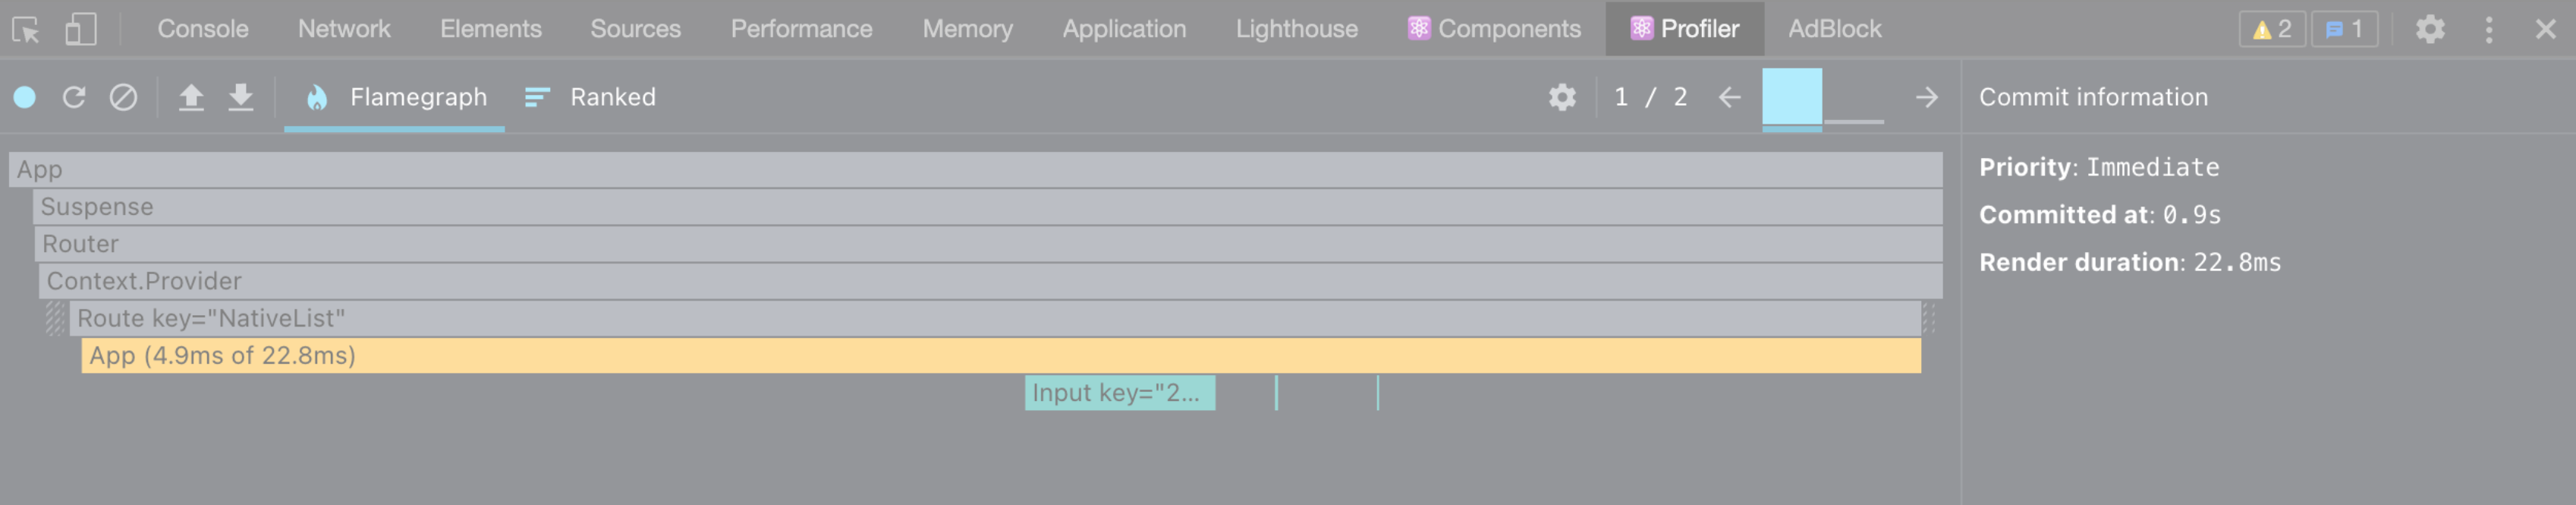 Console Network Elements Sources Performance Memory Application Lighthouse Components Profiler AdBlock 2 1
Flamegraph Ranked 1 / 2 Commit information
App
Suspense
Router
Context.Provider
Route key="NativeList"
App (4.9ms of 22.8ms)
Input key="2...
Priority: Immediate
Committed at: 0.9s
Render duration: 22.8ms